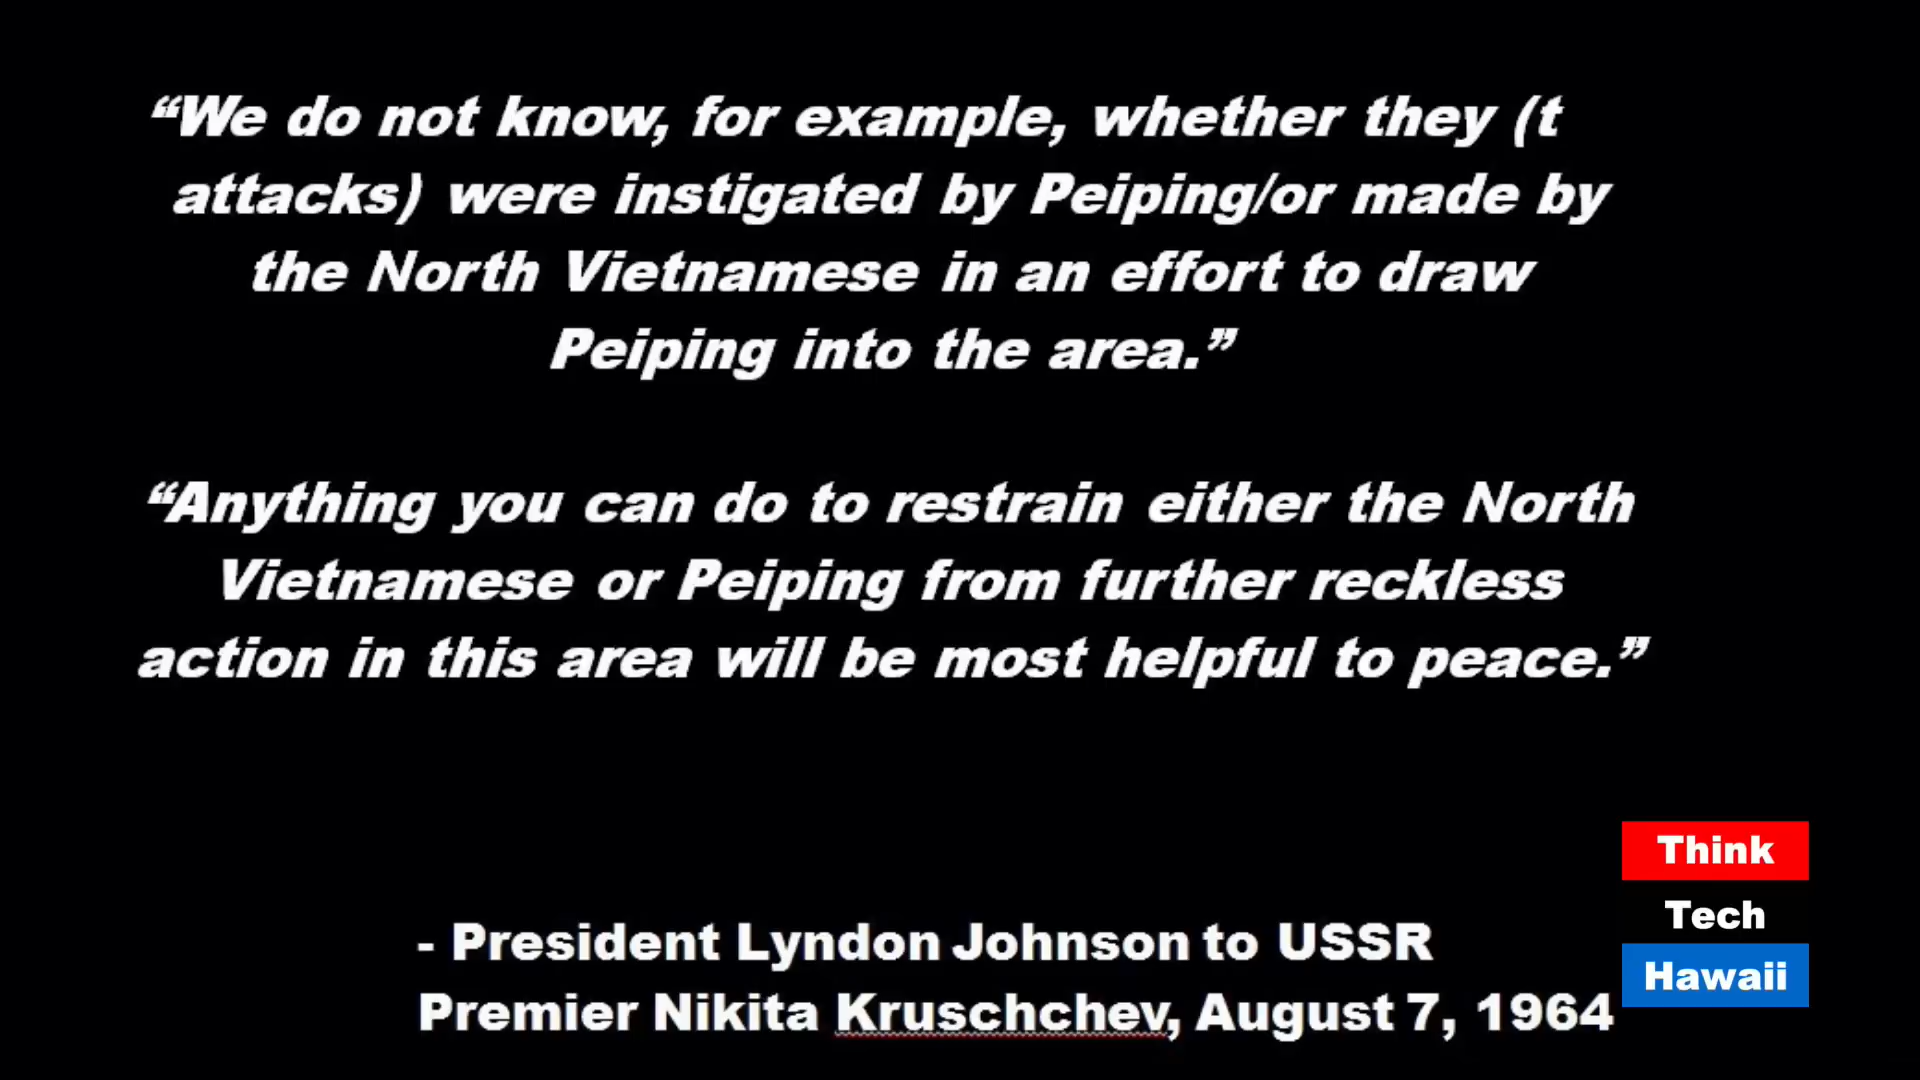 “We do not know, for example, whether they (t
attacks) were instigated by Peiping/or made by
the North Vietnamese in an effort to draw
Peiping into the area.”
“Anything you can do to restrain either the North
Vietnamese or Peiping from further reckless
action in this area will be most helpful to peace.”
- President Lyndon Johnson to USSR
Premier Nikita Kruschchev, August 7, 1964
Think
Tech
Hawaii